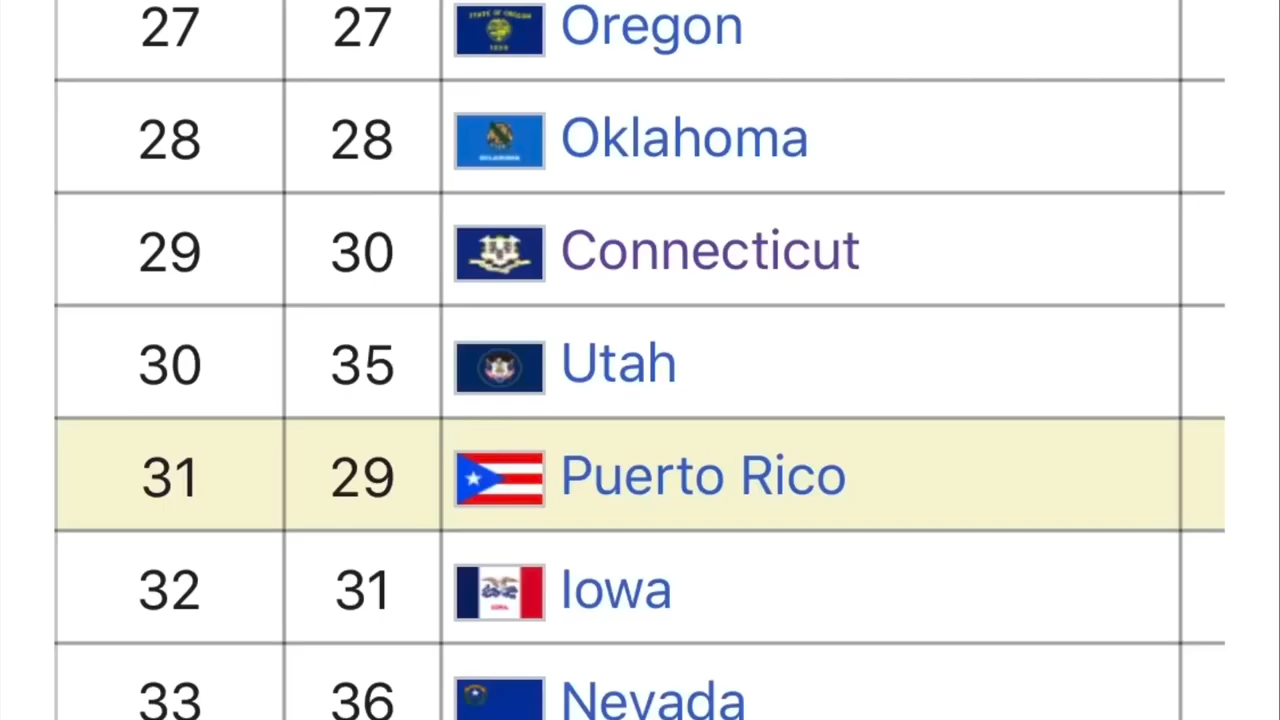 27 27 Oregon
28 28 Oklahoma
29 30 Connecticut
30 35 Utah
31 29 Puerto Rico
32 31 Iowa
33 36 Nevada